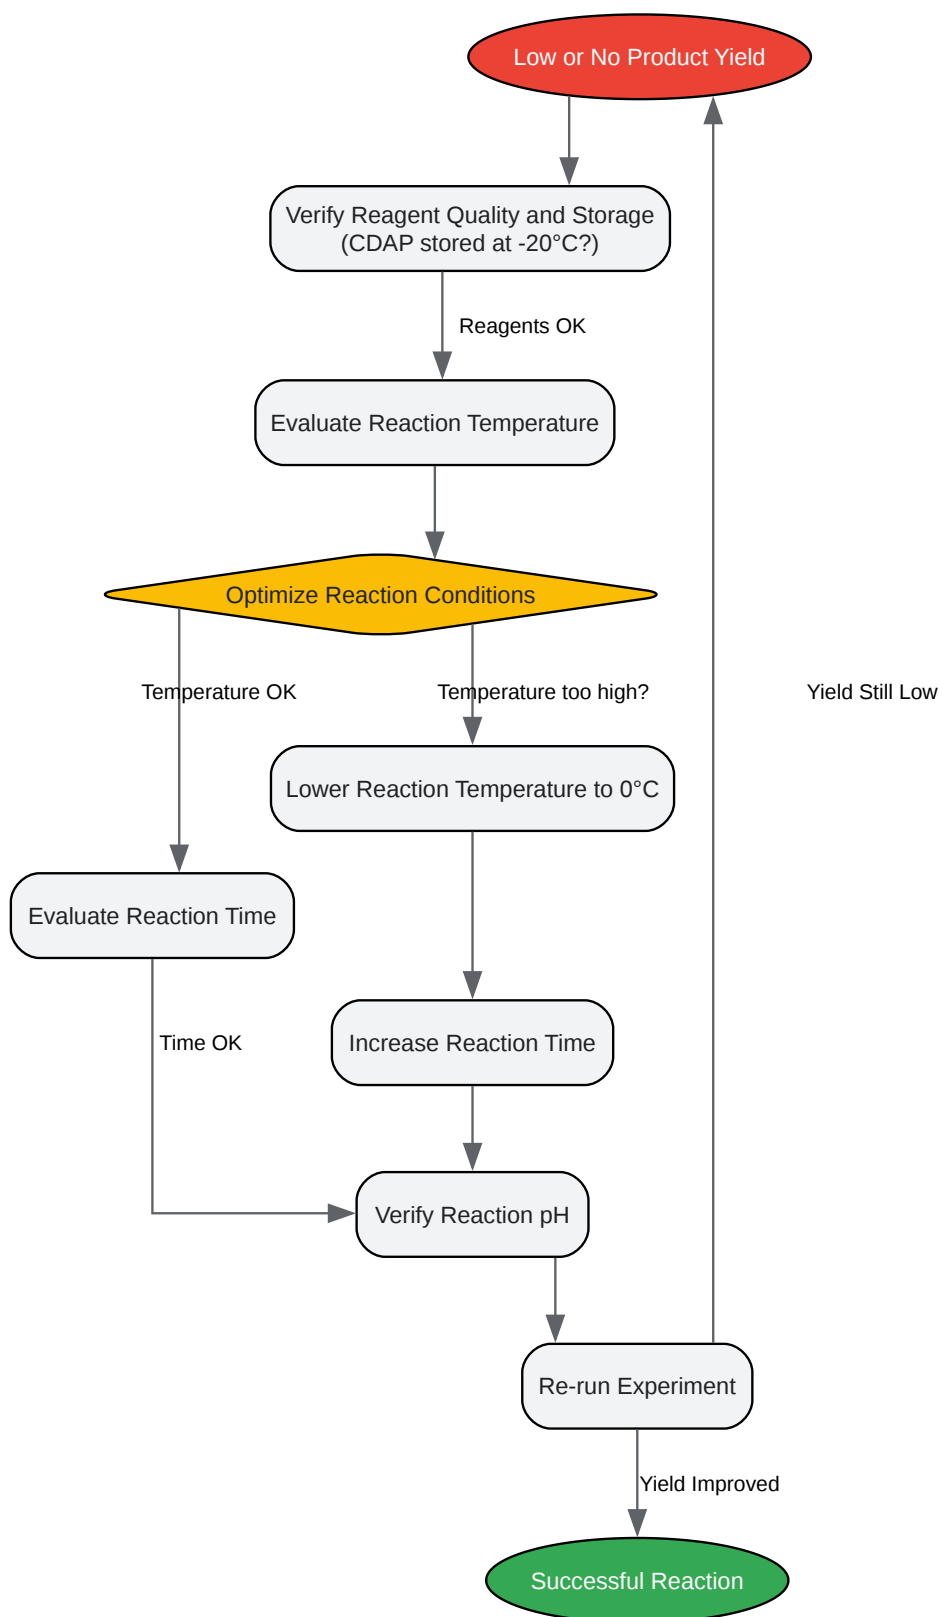 Low or No Product Yield
Verify Reagent Quality and Storage
(CDAP stored at -20°C?)
Reagents OK
Evaluate Reaction Temperature
Optimize Reaction Conditions
Temperature OK
Temperature too high?
Yield Still Low
Lower Reaction Temperature to 0°C
Evaluate Reaction Time
Time OK
Increase Reaction Time
Verify Reaction pH
Re-run Experiment
Yield Improved
Successful Reaction